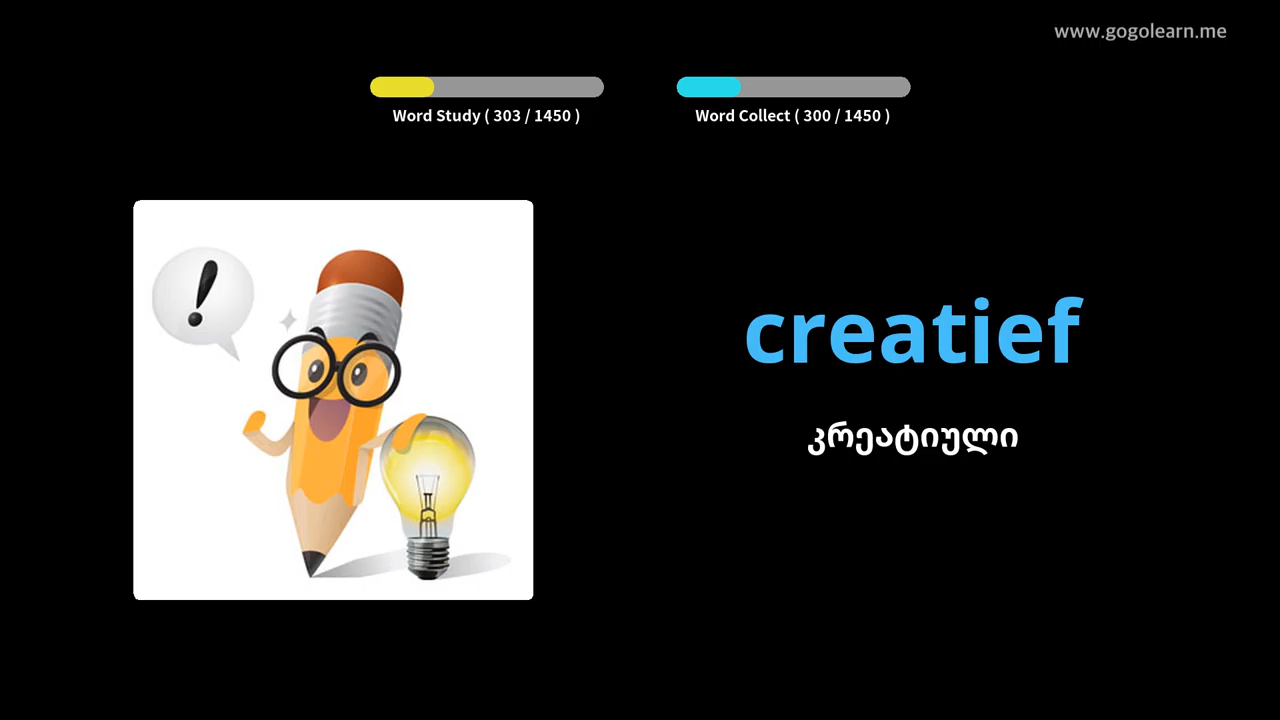 www.gogolearn.me
Word Study ( 303 / 1450 )
Word Collect ( 300 / 1450 )
!
creatief
კრეატიული